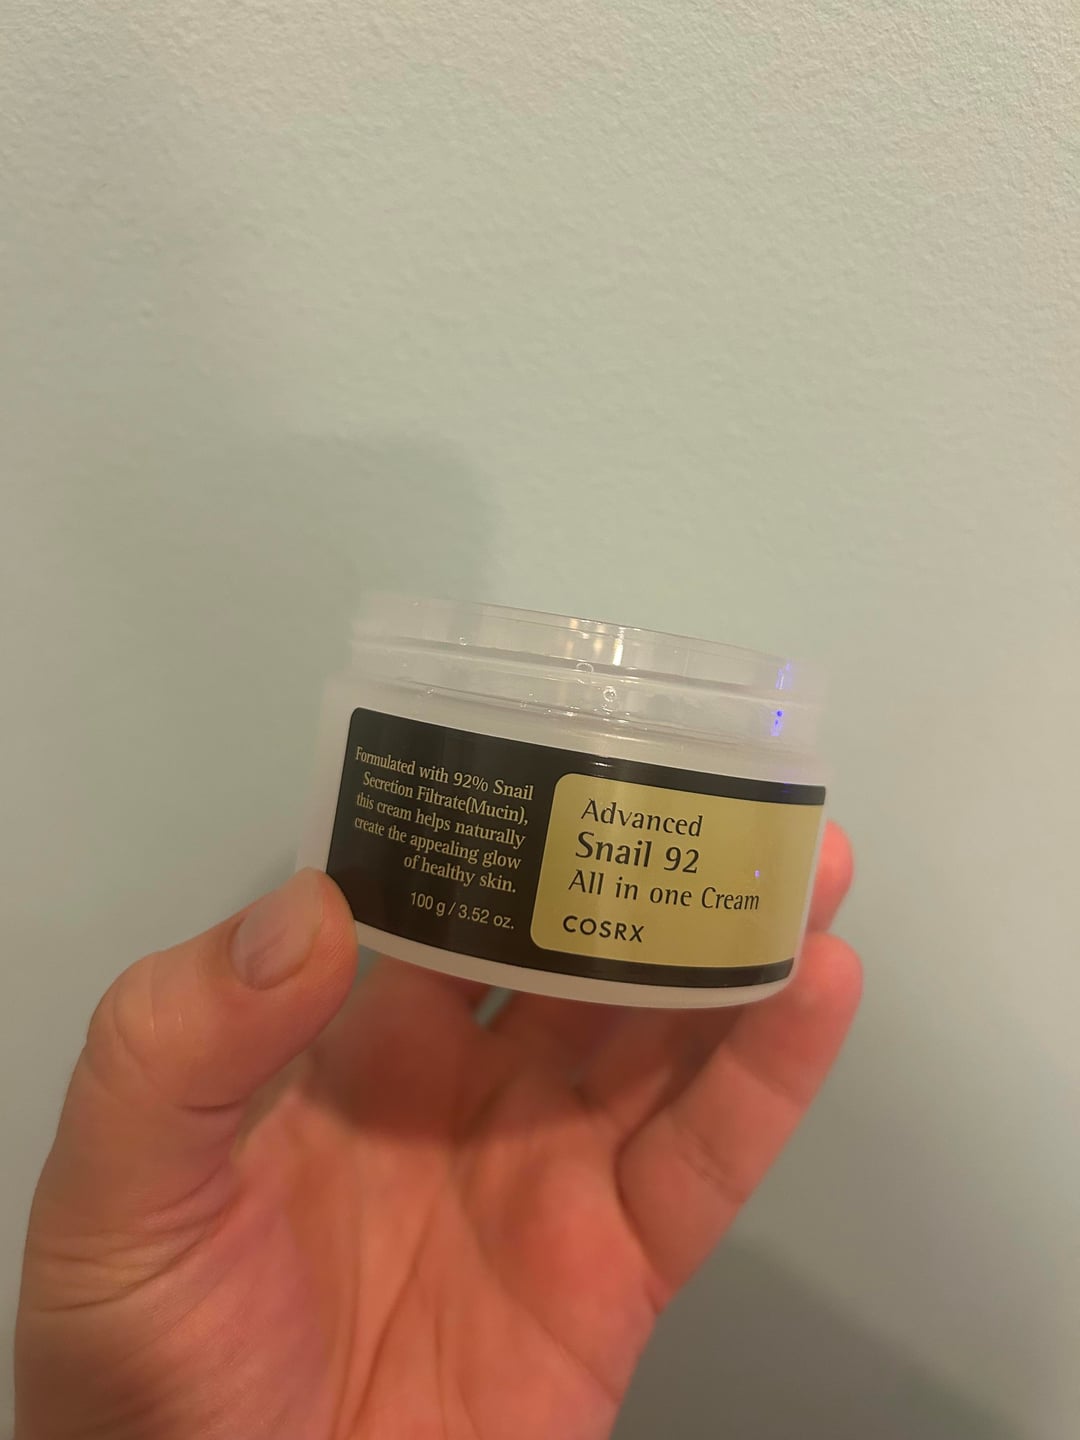 Formulated with 92% Snail
Secretion Filtrate(Mucin),
this cream helps naturally
create the appealing glow
of healthy skin.
100 g / 3.52 oz.
Advanced
Snail 92
All in one Cream
COSRX